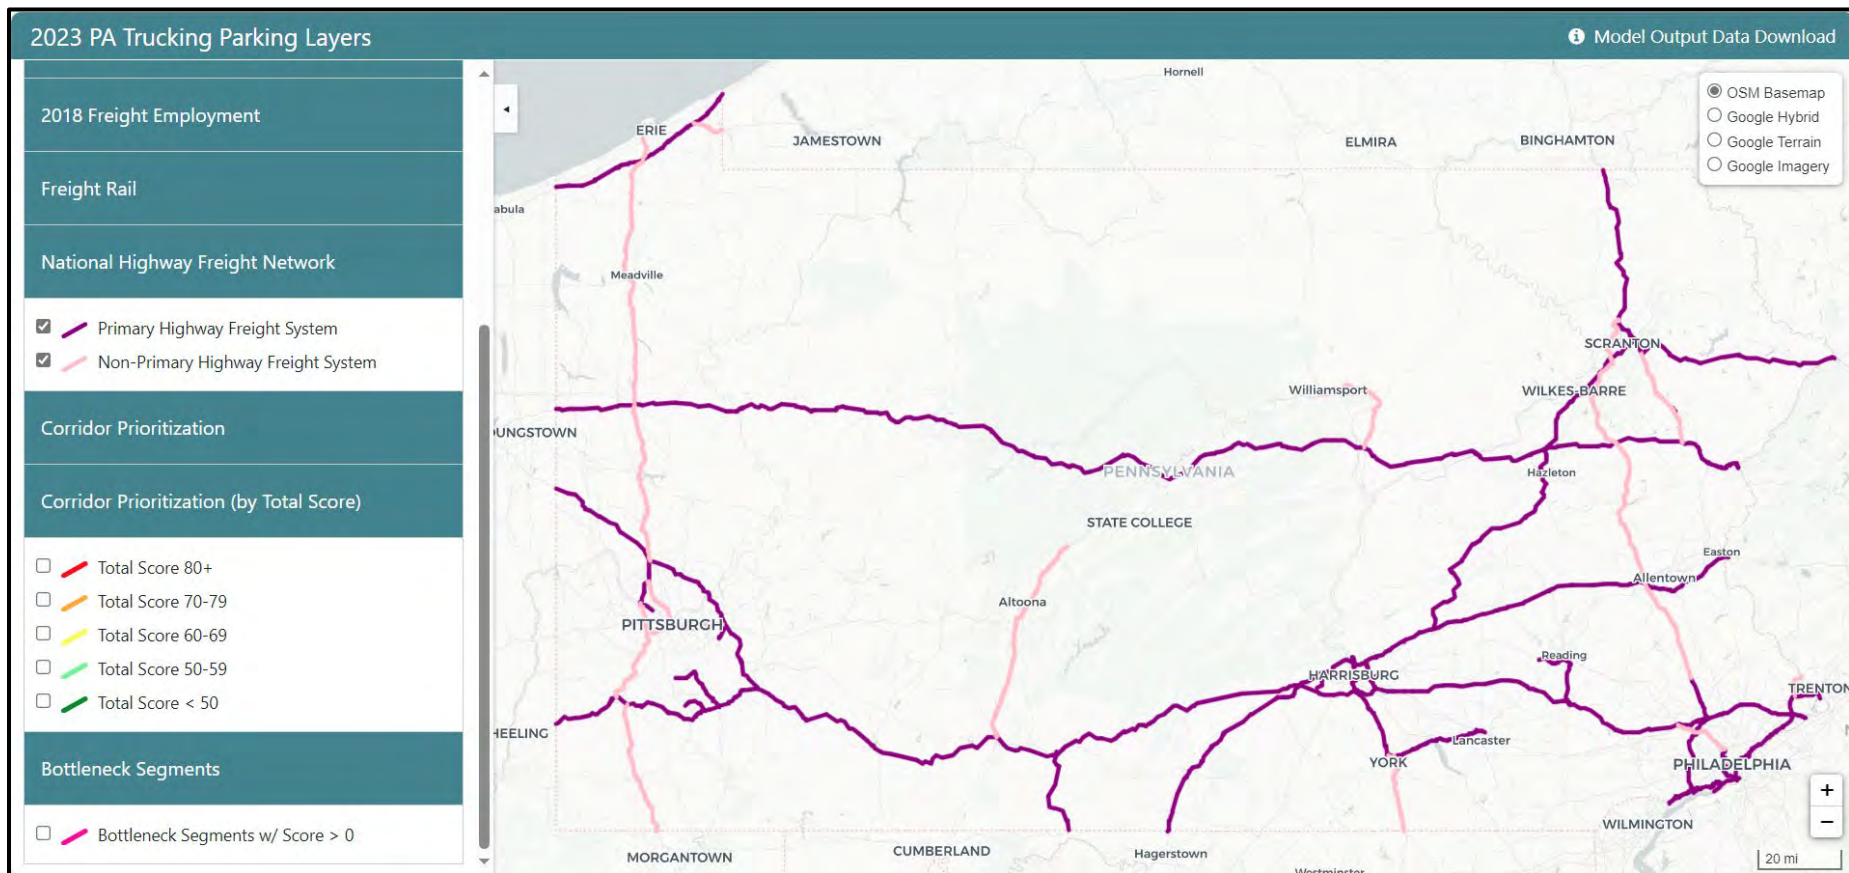 2023 PA Trucking Parking Layers
Model Output Data Download
2018 Freight Employment
Freight Rail
National Highway Freight Network
Primary Highway Freight System
Non-Primary Highway Freight System
Corridor Prioritization
Corridor Prioritization (by Total Score)
Total Score 80+
Total Score 70-79
Total Score 60-69
Total Score 50-59
Total Score < 50
Bottleneck Segments
Bottleneck Segments w/ Score > 0
OSM Basemap
Google Hybrid
Google Terrain
Google Imagery
Hornell
ERIE
JAMESTOWN
ELMIRA
BINGHAMTON
abula
Meadville
SCRANTON
Williamsport
WILKES-BARRE
OUNGSTOWN
PENNSYLVANIA
Hazleton
STATE COLLEGE
Easton
Allentown
Altoona
PITTSBURGH
Reading
HARRISBURG
TRENTON
HEELING
Lancaster
YORK
PHILADELPHIA
+
−
WILMINGTON
MORGANTOWN
CUMBERLAND
Hagerstown
20 mi